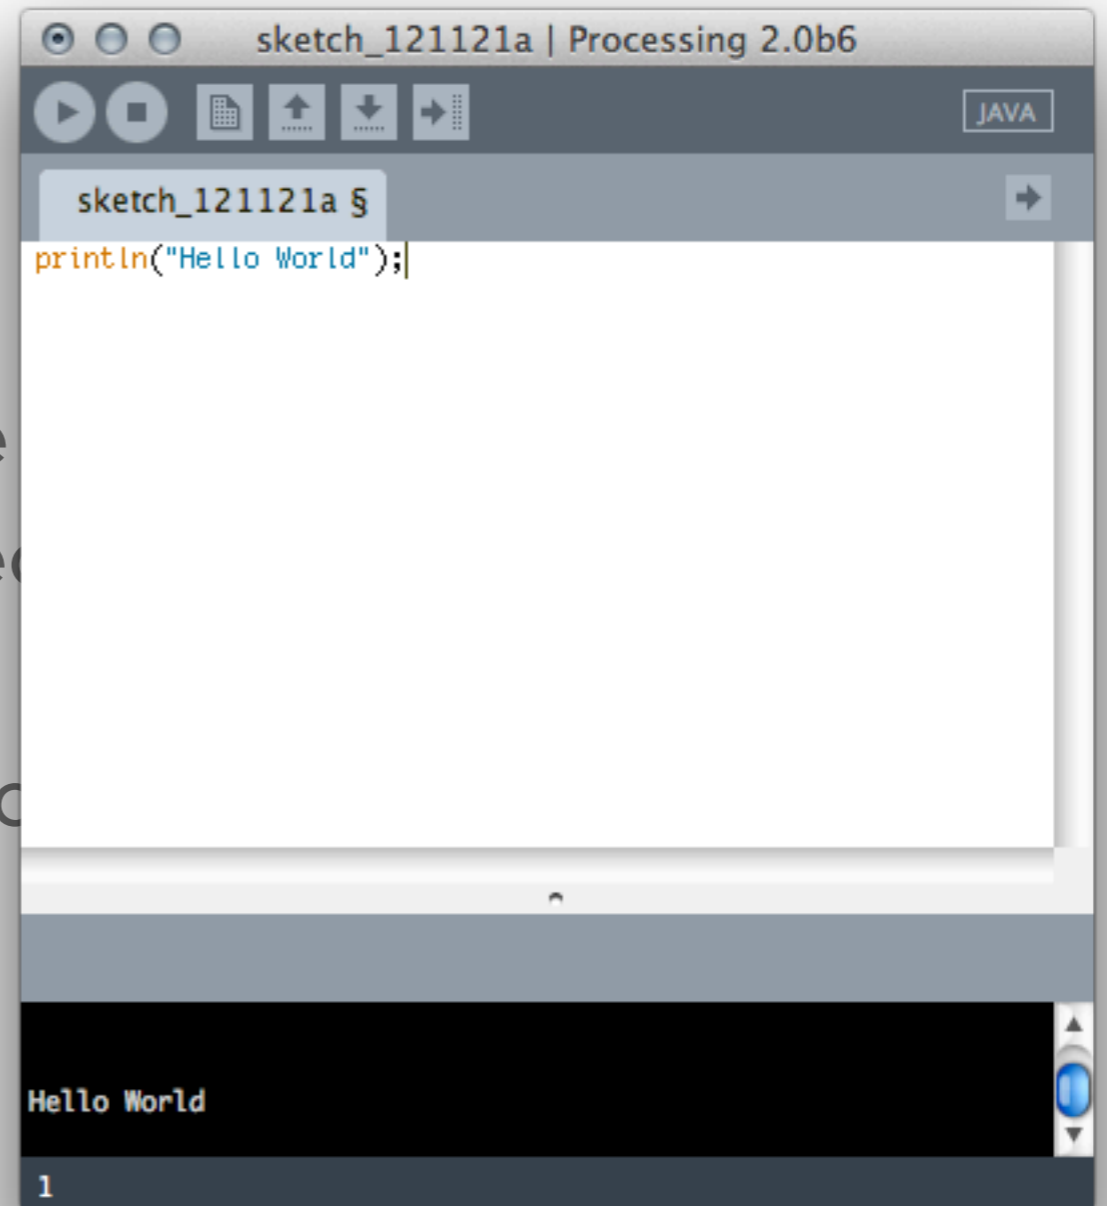 sketch_121121a | Processing 2.0b6
JAVA
sketch_121121a §
println("Hello World");
Hello World
1